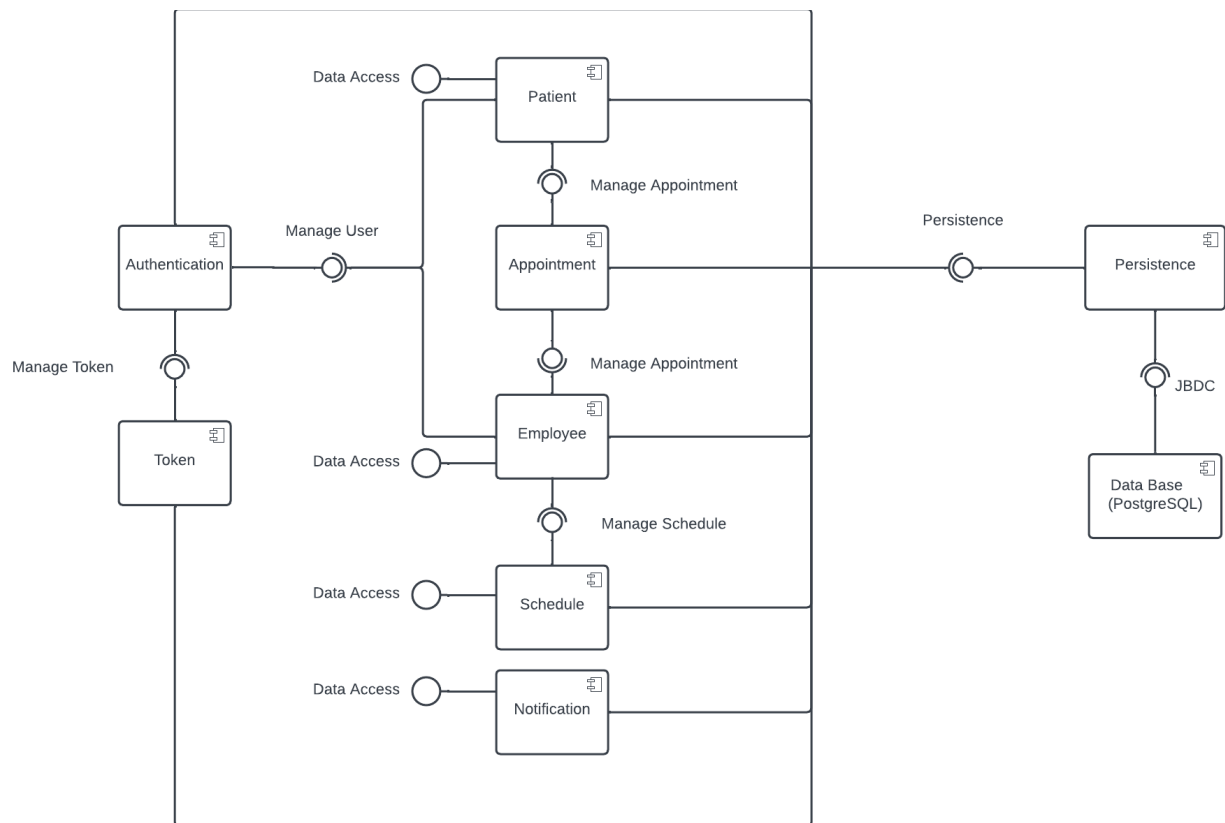 Data Access
Patient
Manage Appointment
Persistence
Manage User
Authentication
Appointment
Persistence
Manage Token
Manage Appointment
JBDC
Employee
Token
Data Access
Data Base
(PostgreSQL)
Manage Schedule
Data Access
Schedule
Data Access
Notification